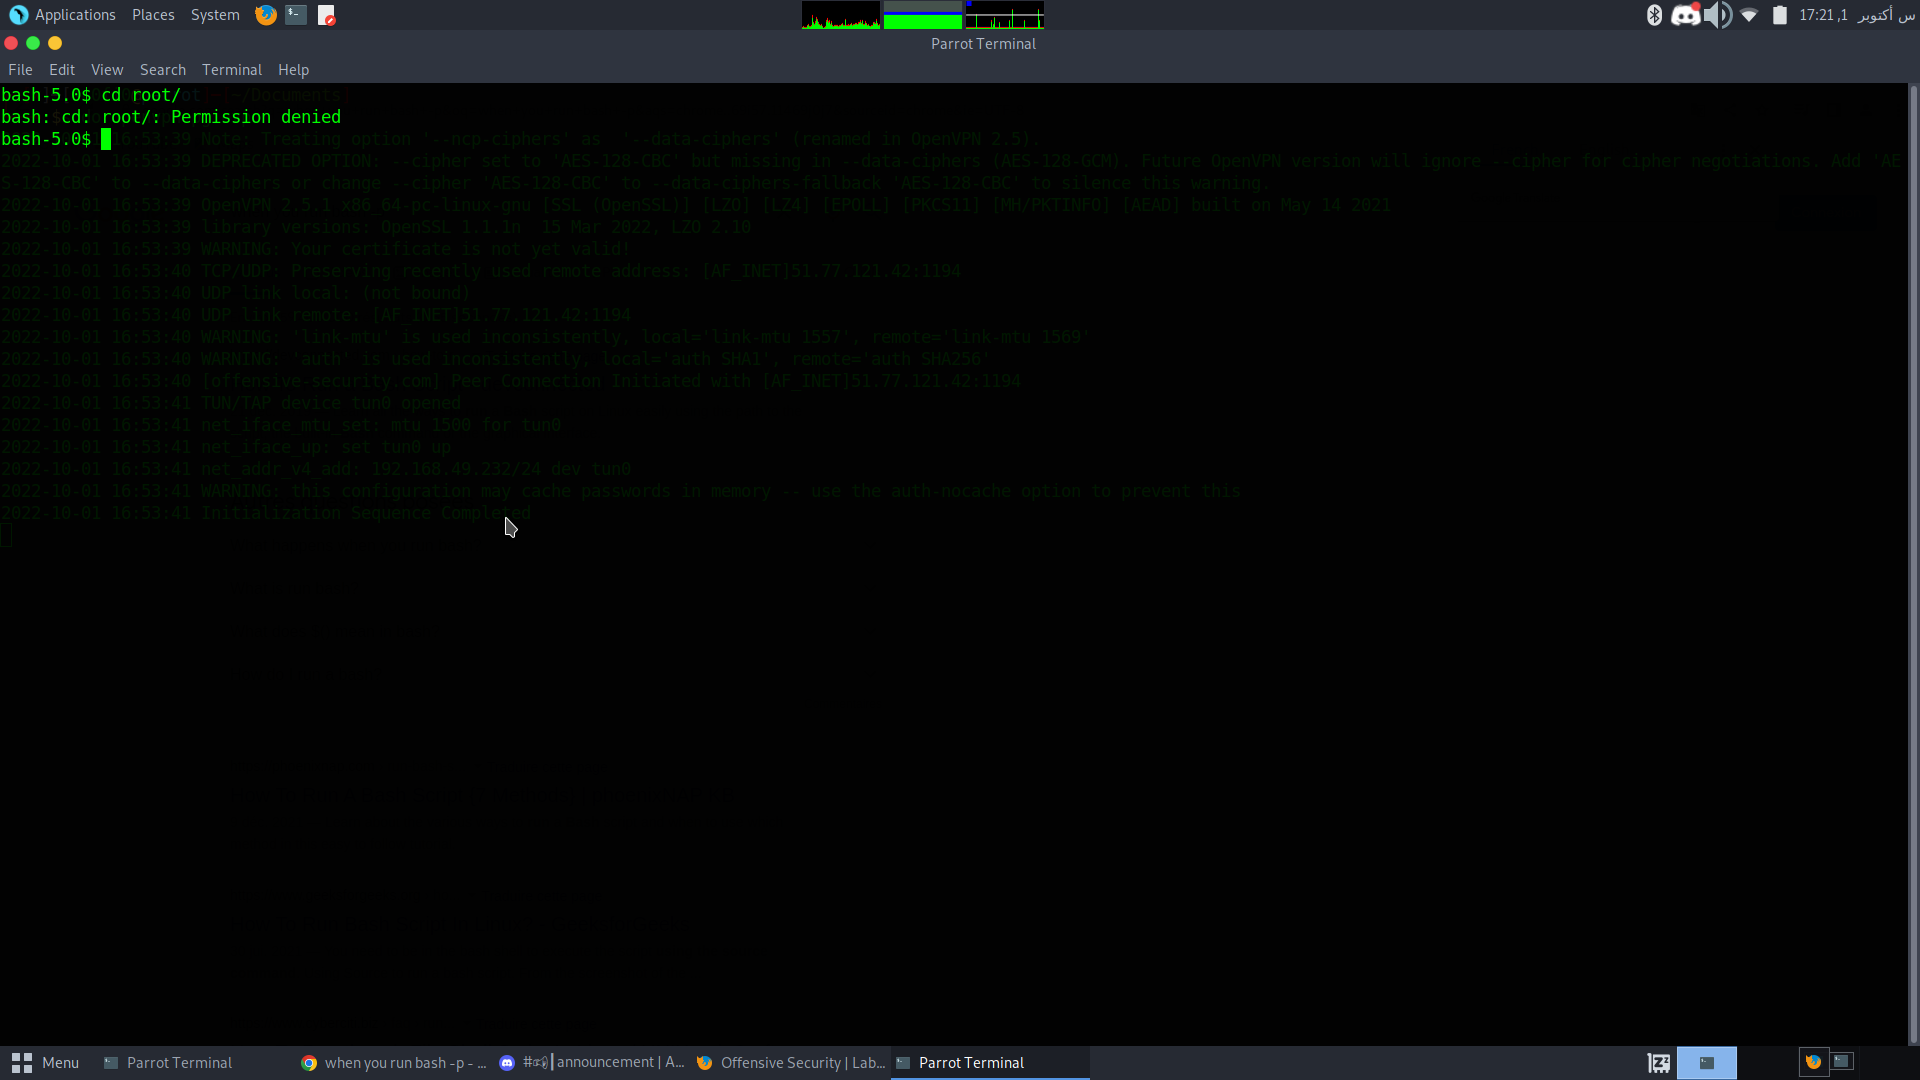 Applications Places System
17:21 ,1 س أكتوبر
Parrot Terminal
File Edit View Search Terminal Help
bash-5.0$ cd root/
bash: cd: root/: Permission denied
bash-5.0$
16:53:39 Note: Treating option '--ncp-ciphers' as '--data-ciphers' (renamed in OpenVPN 2.5).
2022-10-01 16:53:39 DEPRECATED OPTION: --cipher set to 'AES-128-CBC' but missing in --data-ciphers (AES-128-GCM). Future OpenVPN version will ignore --cipher for cipher negotiations. Add 'AE
S-128-CBC' to --data-ciphers or change --cipher 'AES-128-CBC' to --data-ciphers-fallback 'AES-128-CBC' to silence this warning.
2022-10-01 16:53:39 OpenVPN 2.5.1 x86_64-pc-linux-gnu [SSL (OpenSSL)] [LZO] [LZ4] [EPOLL] [PKCS11] [MH/PKTINFO] [AEAD] built on May 14 2021
2022-10-01 16:53:39 library versions: OpenSSL 1.1.1n  15 Mar 2022, LZO 2.10
2022-10-01 16:53:39 WARNING: Your certificate is not yet valid!
2022-10-01 16:53:40 TCP/UDP: Preserving recently used remote address: [AF_INET]51.77.121.42:1194
2022-10-01 16:53:40 UDP link local: (not bound)
2022-10-01 16:53:40 UDP link remote: [AF_INET]51.77.121.42:1194
2022-10-01 16:53:40 WARNING: 'link-mtu' is used inconsistently, local='link-mtu 1557', remote='link-mtu 1569'
2022-10-01 16:53:40 WARNING: 'auth' is used inconsistently, local='auth SHA1', remote='auth SHA256'
2022-10-01 16:53:40 [offensive-security.com] Peer Connection Initiated with [AF_INET]51.77.121.42:1194
2022-10-01 16:53:41 TUN/TAP device tun0 opened
2022-10-01 16:53:41 net_iface_mtu_set: mtu 1500 for tun0
2022-10-01 16:53:41 net_iface_up: set tun0 up
2022-10-01 16:53:41 net_addr_v4_add: 192.168.49.232/24 dev tun0
2022-10-01 16:53:41 WARNING: this configuration may cache passwords in memory -- use the auth-nocache option to prevent this
2022-10-01 16:53:41 Initialization Sequence Completed
Menu Parrot Terminal when you run bash -p - ... announcement | A... Offensive Security | Lab... Parrot Terminal